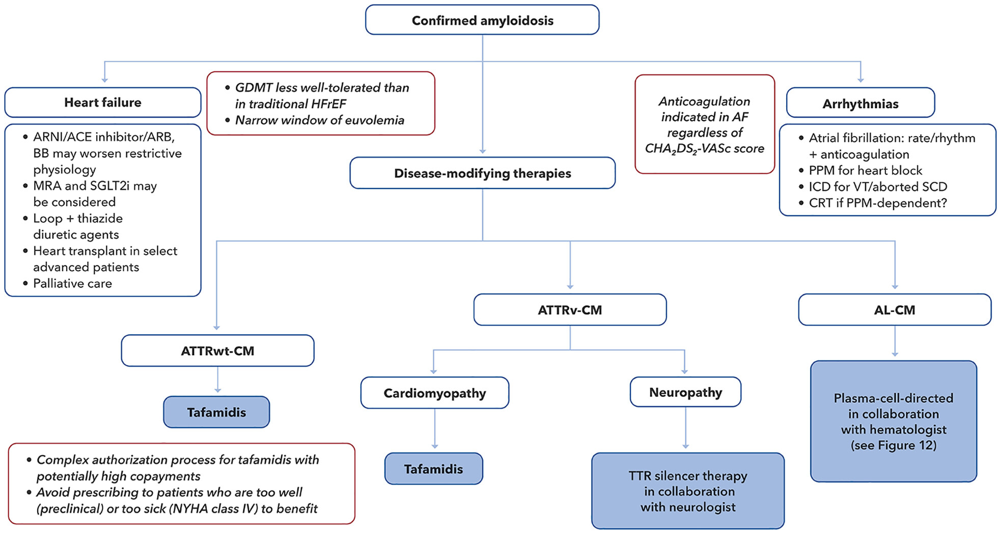 Confirmed amyloidosis
Heart failure
• ARNI/ACE inhibitor/ARB,
BB may worsen restrictive
physiology
• MRA and SGLT2i may
be considered
• Loop + thiazide
diuretic agents
• Heart transplant in select
advanced patients
• Palliative care
• GDMT less well-tolerated than
in traditional HFrEF
• Narrow window of euvolemia
Anticoagulation
indicated in AF
regardless of
CHA₂DS₂-VASc score
Arrhythmias
• Atrial fibrillation: rate/rhythm
+ anticoagulation
• PPM for heart block
• ICD for VT/aborted SCD
• CRT if PPM-dependent?
Disease-modifying therapies
ATTRwt-CM
Tafamidis
• Complex authorization process for tafamidis with
potentially high copayments
• Avoid prescribing to patients who are too well
(preclinical) or too sick (NYHA class IV) to benefit
ATTRv-CM
Cardiomyopathy
Tafamidis
Neuropathy
TTR silencer therapy
in collaboration
with neurologist
AL-CM
Plasma-cell-directed
in collaboration
with hematologist
(see Figure 12)